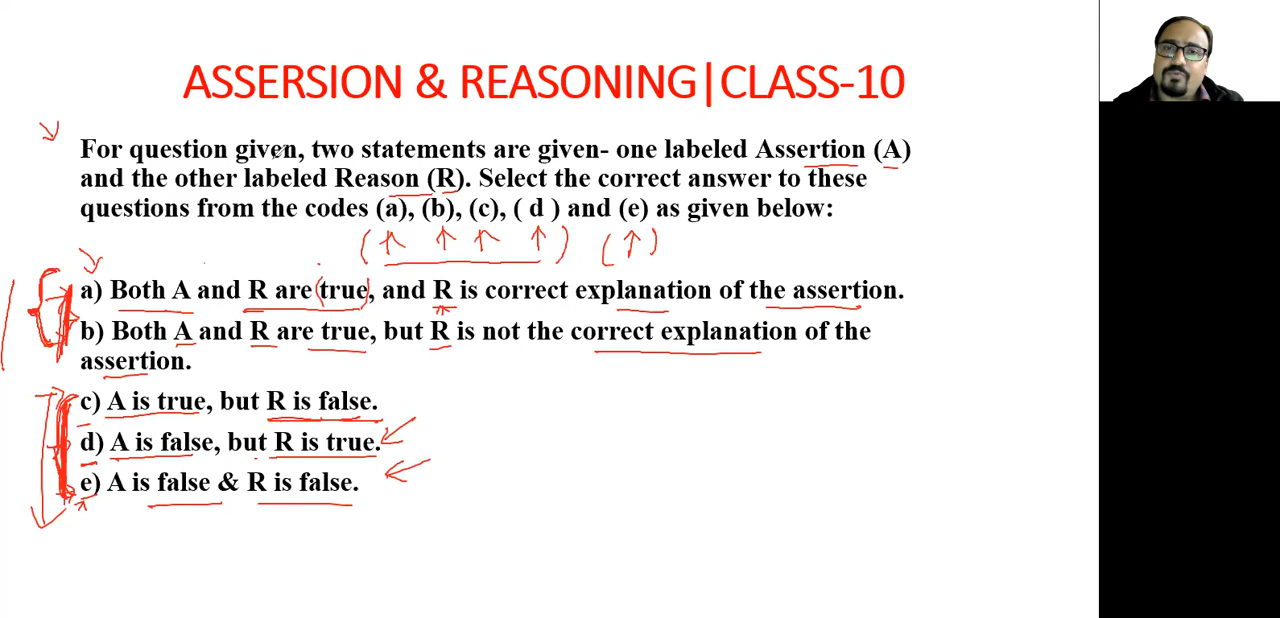 ASSERSION & REASONING|CLASS-10
For question given, two statements are given- one labeled Assertion (A)
and the other labeled Reason (R). Select the correct answer to these
questions from the codes (a), (b), (c), ( d ) and (e) as given below:
a) Both A and R are true, and R is correct explanation of the assertion.
b) Both A and R are true, but R is not the correct explanation of the
assertion.
c) A is true, but R is false.
d) A is false, but R is true.
e) A is false & R is false.